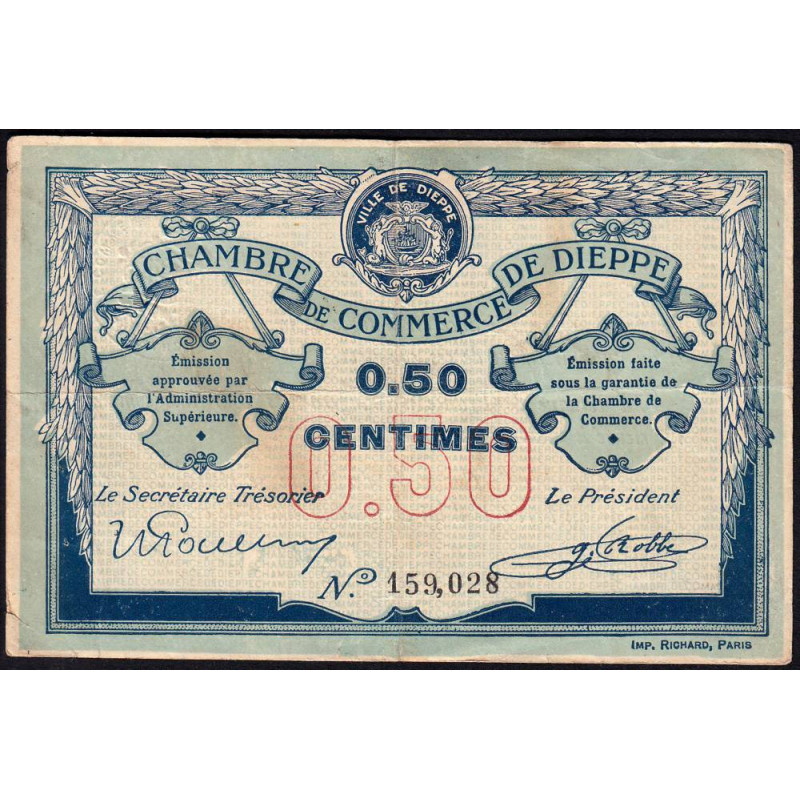 VILLE DE DIEPPE
CHAMBRE DE COMMERCE DE DIEPPE
Émission
approuvée par
l'Administration
Supérieure.
0.50
CENTIMES
0.50
Émission faite
sous la garantie de
la Chambre de
Commerce.
Le Secrétaire Trésorier
Le Président
N.º 159,028
IMP. RICHARD, PARIS